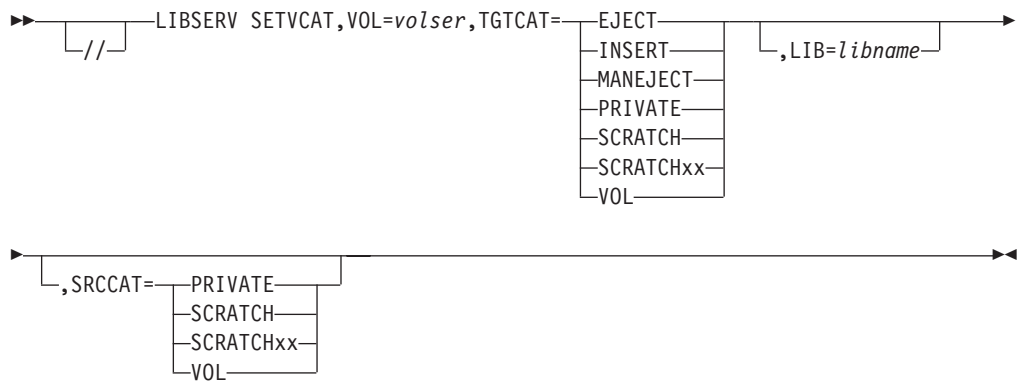 LIBSERV SETVCAT,VOL=volser,TGTCAT= EJECT
// INSERT ,LIB=libname
MANEJECT
PRIVATE
SCRATCH
SCRATCHxx
VOL
,SRCCAT= PRIVATE
SCRATCH
SCRATCHxx
VOL